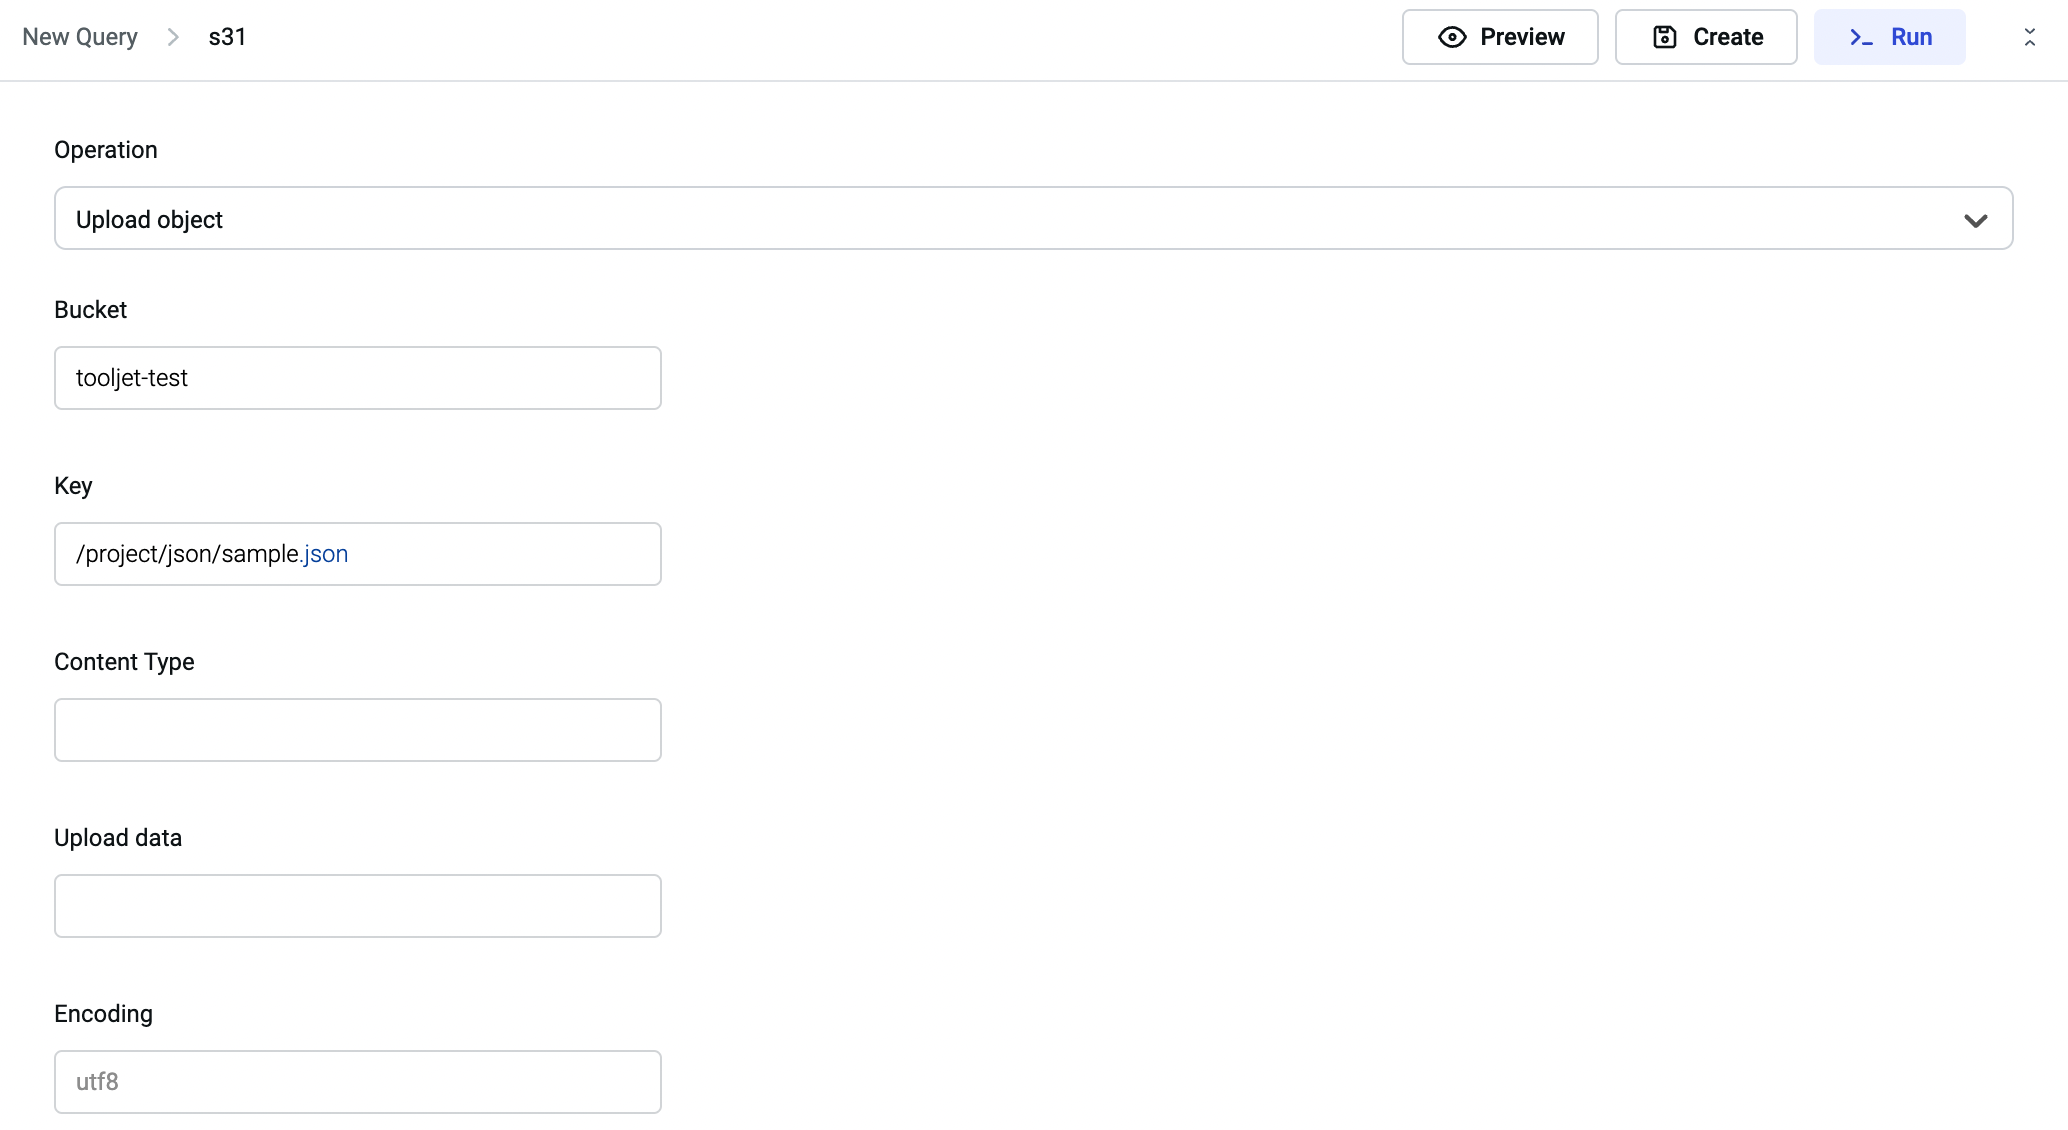 New Query > s31
Preview
Create
>_ Run
Operation
Upload object
Bucket
tooljet-test
Key
/project/json/sample.json
Content Type
Upload data
Encoding
utf8